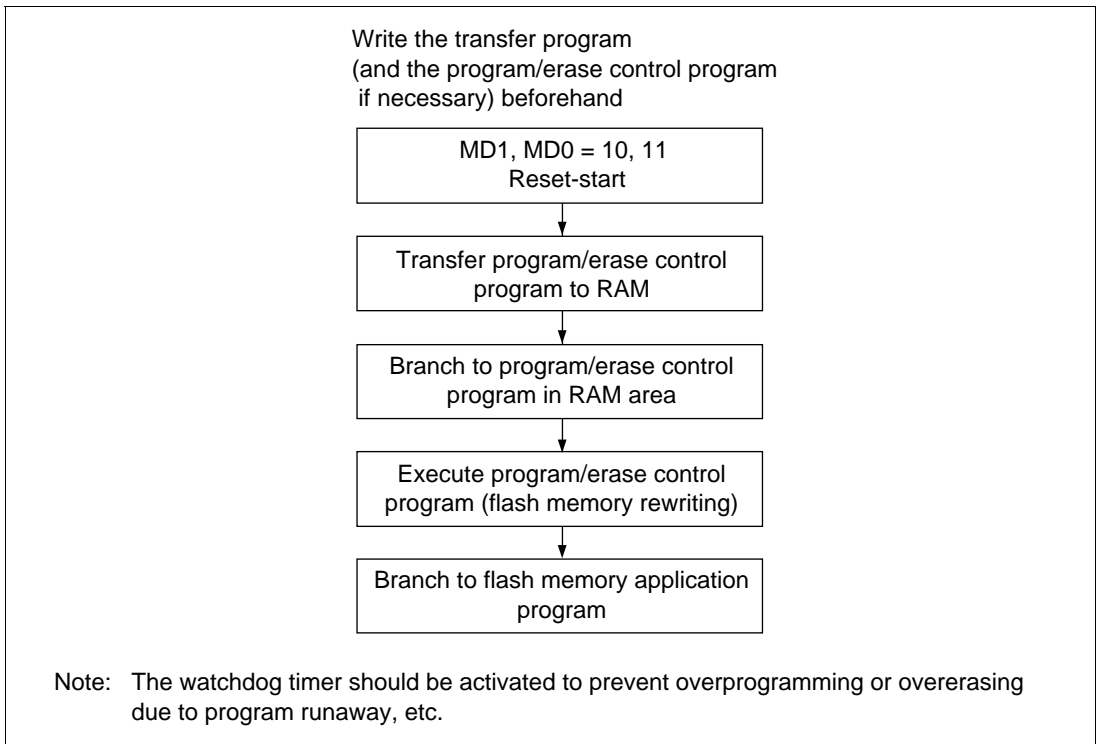 Write the transfer program
(and the program/erase control program
if necessary) beforehand
MD1, MD0 = 10, 11
Reset-start
Transfer program/erase control
program to RAM
Branch to program/erase control
program in RAM area
Execute program/erase control
program (flash memory rewriting)
Branch to flash memory application
program
Note: The watchdog timer should be activated to prevent overprogramming or overerasing
due to program runaway, etc.